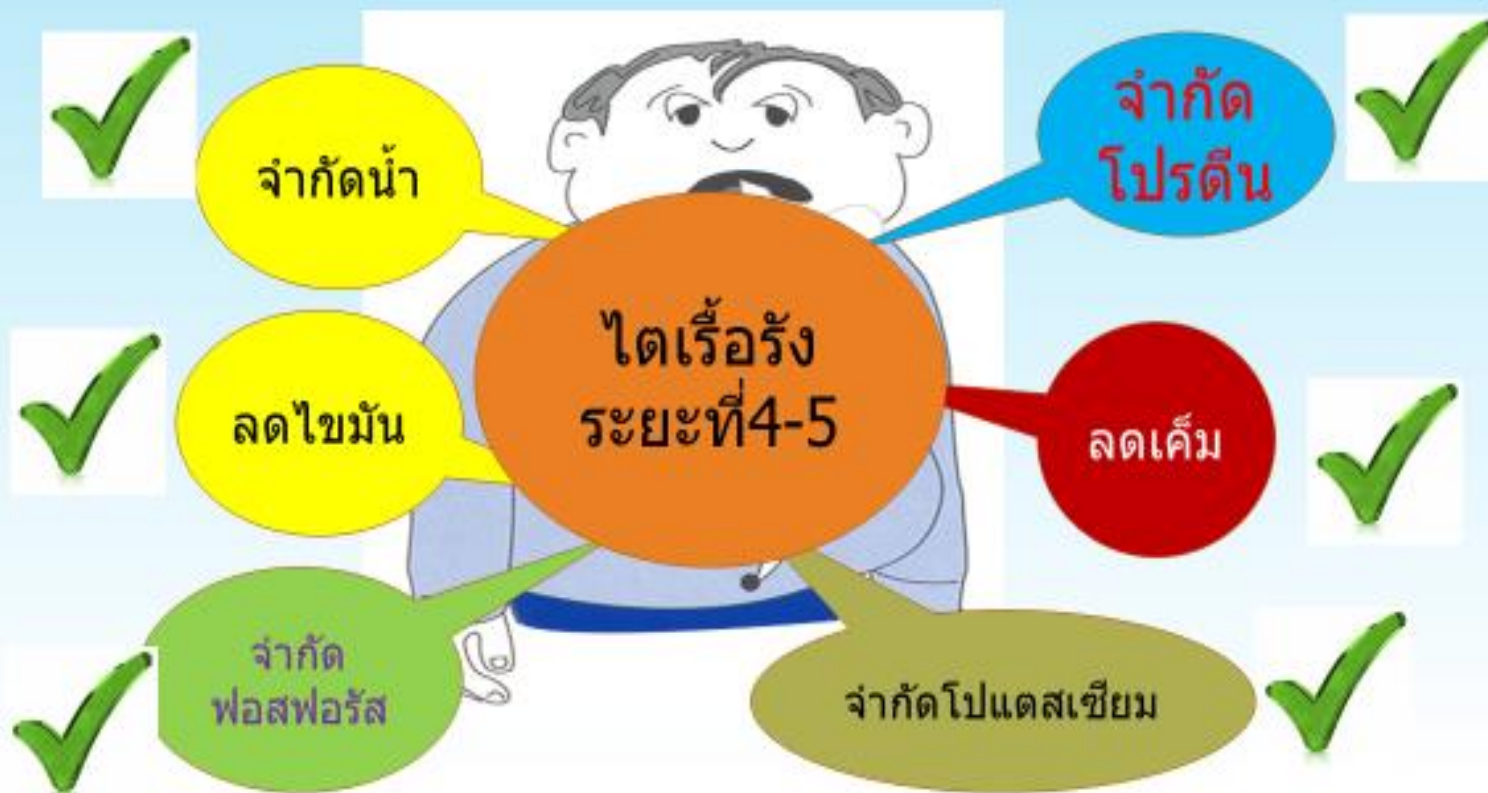 จำกัดน้ำ
จำกัด
โปรตีน
ไตเรื้อรัง
ระยะที่4-5
ลดไขมัน
ลดเค็ม
จำกัด
ฟอสฟอรัส
จำกัดโปแตสเซียม